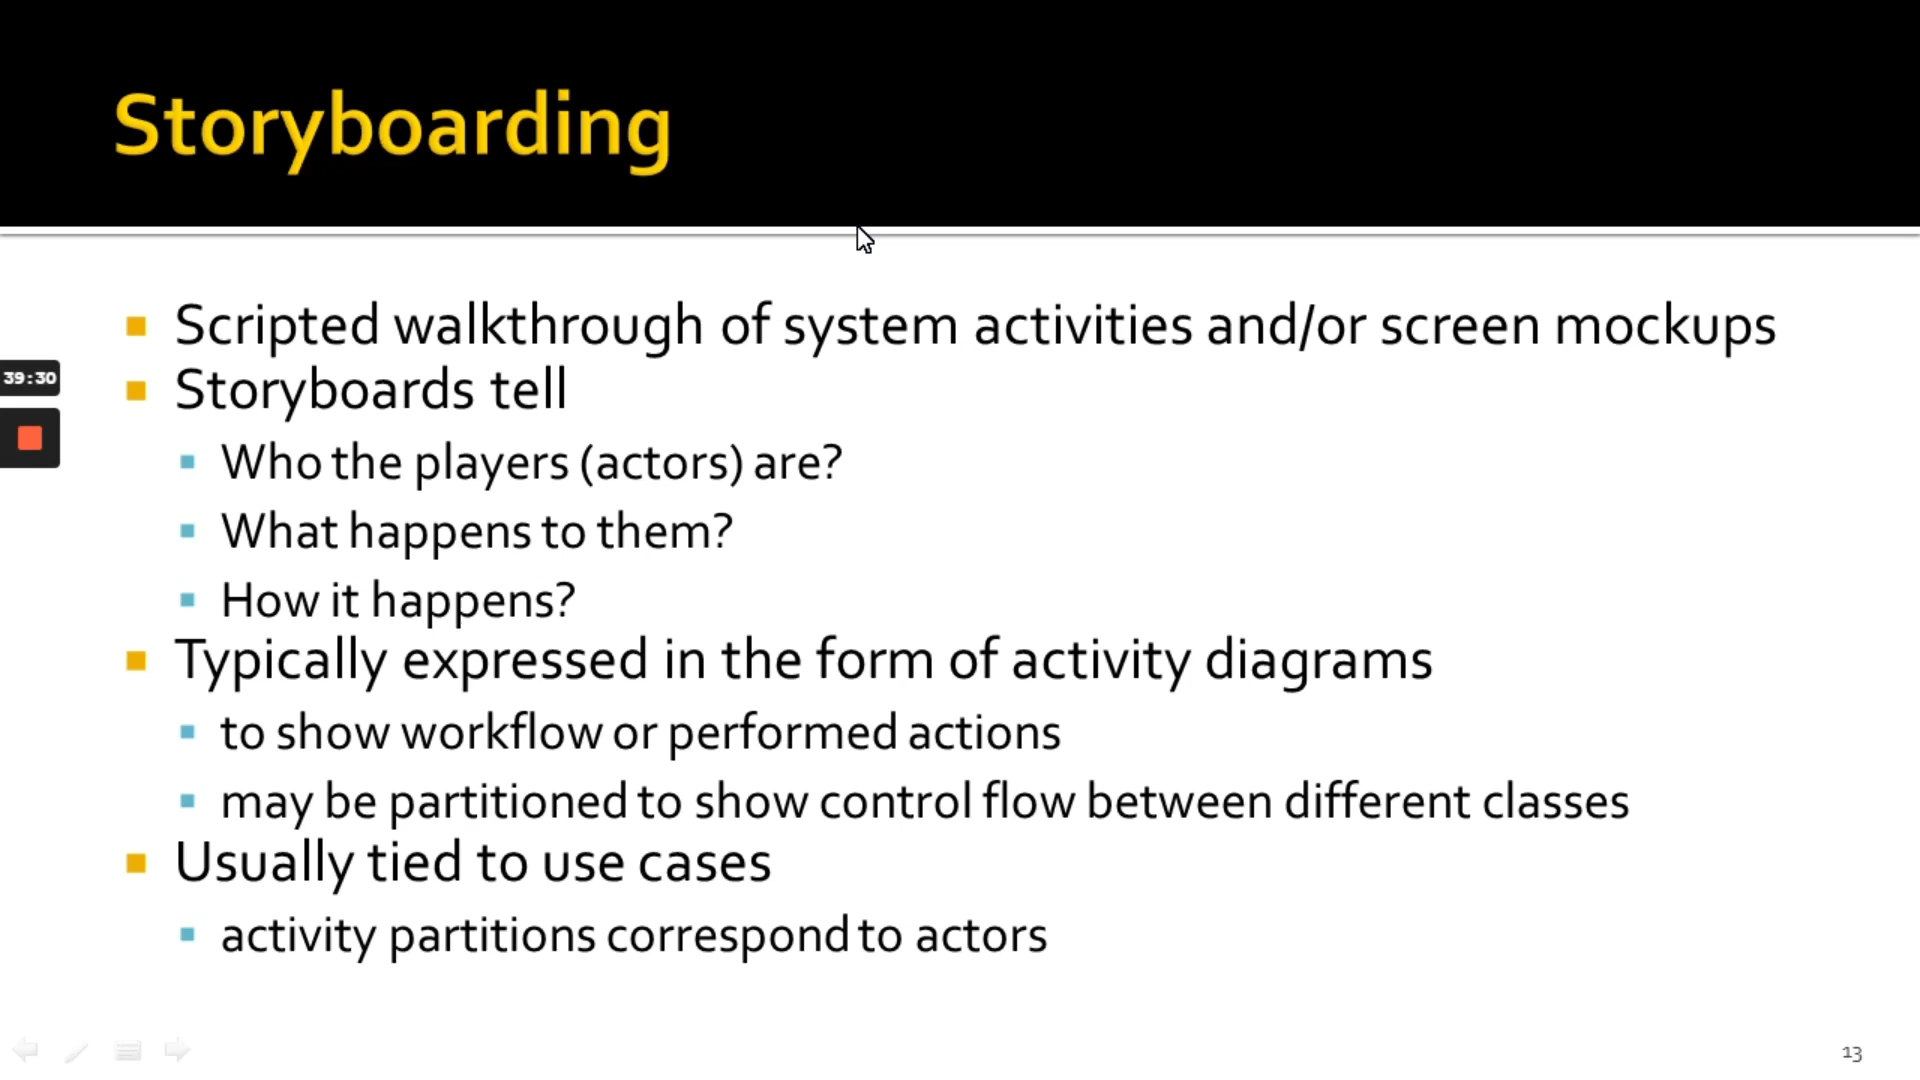 Storyboarding
Scripted walkthrough of system activities and/or screen mockups
39:30
Storyboards tell
Who the players (actors) are?
What happens to them?
How it happens?
Typically expressed in the form of activity diagrams
to show workflow or performed actions
may be partitioned to show control flow between different classes
Usually tied to use cases
activity partitions correspond to actors
13